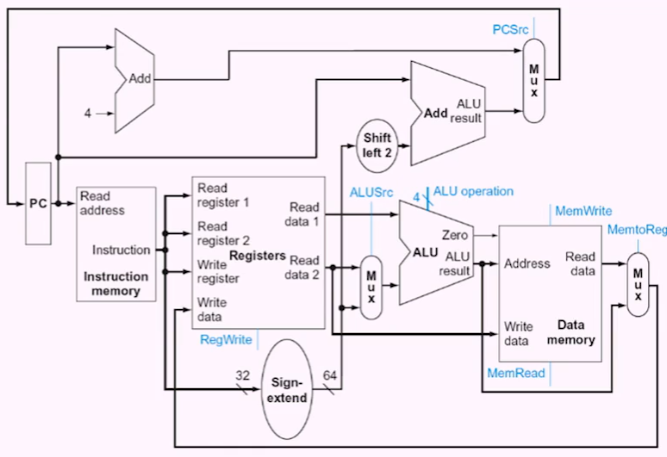 PCSrc
Add
4
M
u
x
Add
ALU
result
Shift
left 2
PC
Read
address
Instruction
Instruction
memory
Read
register 1
Read
register 2
Write
register
Write
data
Registers
Read
data 1
Read
data 2
RegWrite
ALUSrc
M
u
x
4
ALU operation
Zero
ALU
ALU
result
MemWrite
Address
Read
data
Write
data
Data
memory
MemRead
MemtoReg
M
u
x
32
Sign-
extend
64